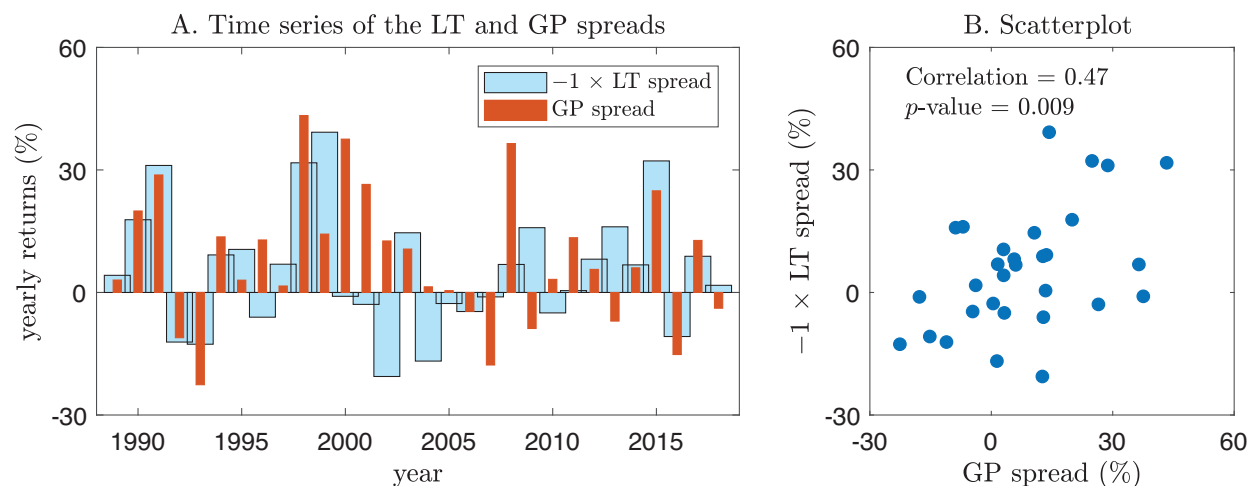 A. Time series of the LT and GP spreads
60
30
0
-30
yearly returns (%)
−1 × LT spread
GP spread
1990 1995 2000 2005 2010 2015
year
B. Scatterplot
60
30
0
-30
−1 × LT spread (%)
Correlation = 0.47
p-value = 0.009
-30 0 30 60
GP spread (%)